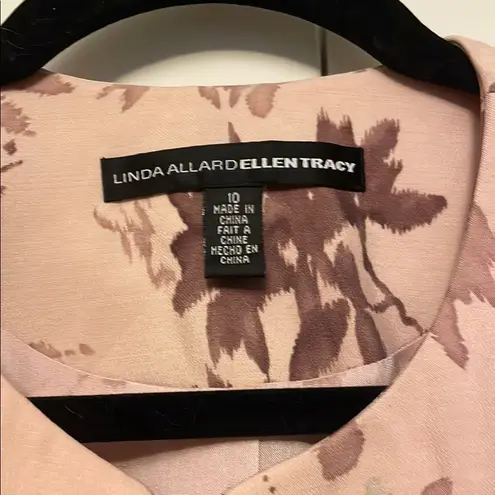 LINDA ALLARD ELLEN TRACY
10
MADE IN
CHINA
FAIT A
CHINE
HECHO EN
CHINA